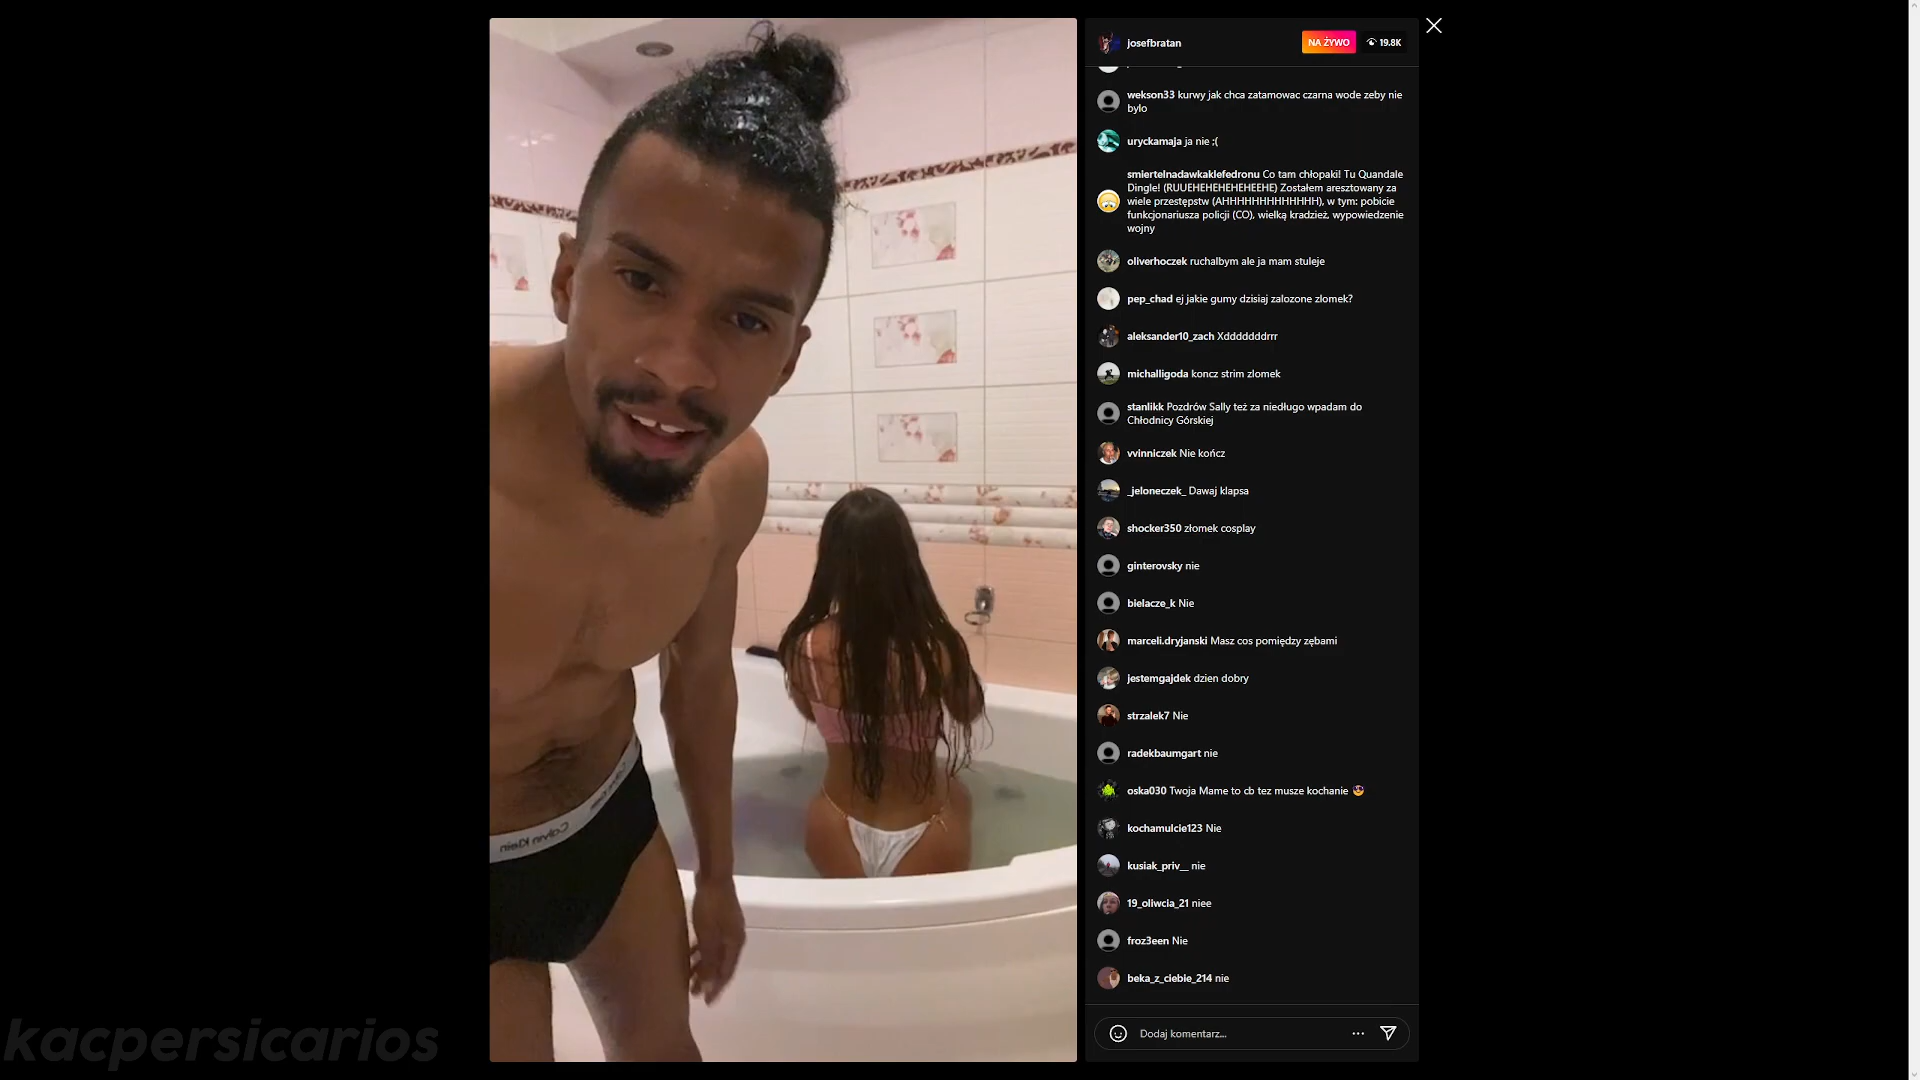 josefbratan
NA ŻYWO
19.8K
wekson33 kurwy jak chca zatamowac czarna wode zeby nie
bylo
uryckamaja ja nie ;(
smiertelnadawkaklefedronu Co tam chłopaki! Tu Quandale
Dingle! (RUUEHEHEHEHEHEEHE) Zostałem aresztowany za
wiele przestępstw (AHHHHHHHHHHHHH), w tym: pobicie
funkcjonariusza policji (CO), wielką kradzież, wypowiedzenie
wojny
oliverhoczek ruchalbym ale ja mam stuleje
pep_chad ej jakie gumy dzisiaj zalozone zlomek?
aleksander10_zach Xdddddddrrr
michalligoda koncz strim zlomek
stanlikk Pozdrów Sally też za niedługo wpadam do
Chłodnicy Górskiej
vvinniczek Nie kończ
_jeloneczek_ Dawaj klapsa
shocker350 złomek cosplay
ginterovsky nie
bielacze_k Nie
marceli.dryjanski Masz cos pomiędzy zębami
jestemgajdek dzien dobry
strzalek7 Nie
radekbaumgart nie
oska030 Twoja Mame to cb tez musze kochanie 😍
kochamulcie123 Nie
kusiak_priv__ nie
19_oliwcia_21 niee
froz3een Nie
beka_z_ciebie_214 nie
Dodaj komentarz...
Calvin Klein
kacpersicarios